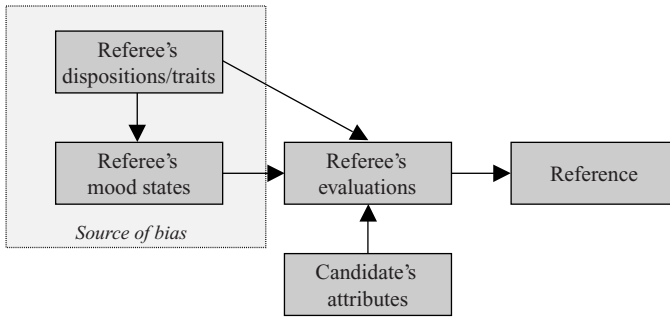 Referee’s
dispositions/traits
Referee’s
mood states
Source of bias
Referee’s
evaluations
Reference
Candidate’s
attributes